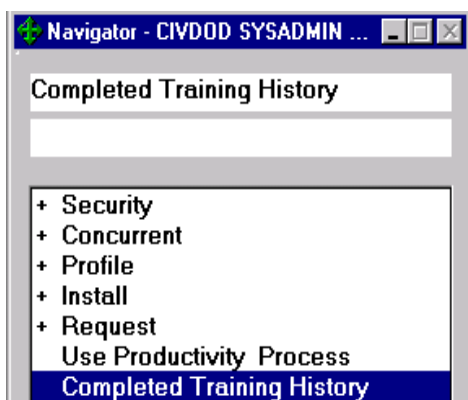 Navigator - CIVDOD SYSADMIN ...
Completed Training History
+ Security
+ Concurrent
+ Profile
+ Install
+ Request
Use Productivity Process
Completed Training History